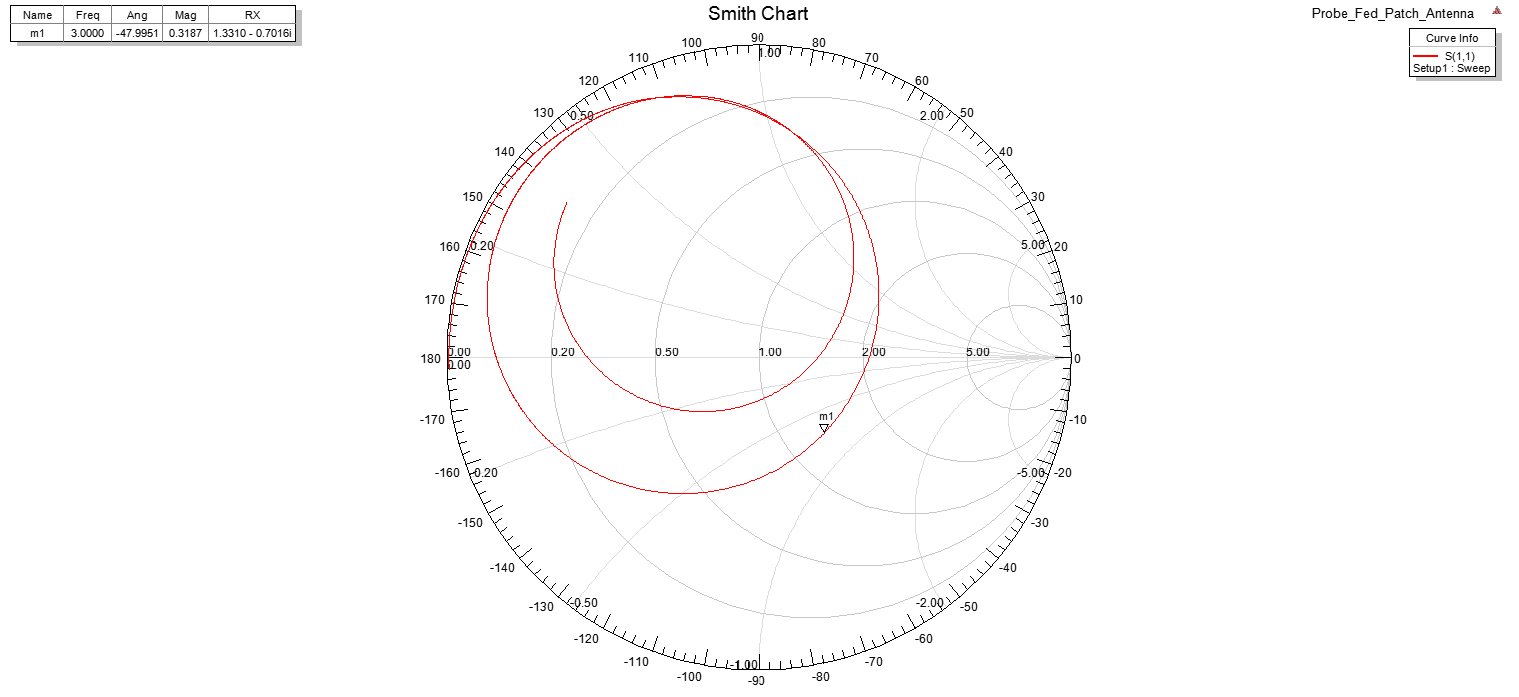 Smith Chart
Probe_Fed_Patch_Antenna
Name Freq Ang Mag RX
m1 3.0000 -47.9951 0.3187 1.3310 - 0.7016i
Curve Info
S(1,1)
Setup1 : Sweep
90
100 80
1.00
110 70
120 60
130 0.50 2.00 50
140 40
150 30
160 0.20 5.00 20
170 10
180 0.00 0.20 0.50 1.00 2.00 5.00 0
0.00
m1
-170 -10
-160 -0.20 -5.00 -20
-150 -30
-140 -40
-130 -0.50 -2.00 -50
-120 -60
-110 -1.00 -70
-100 -90 -80